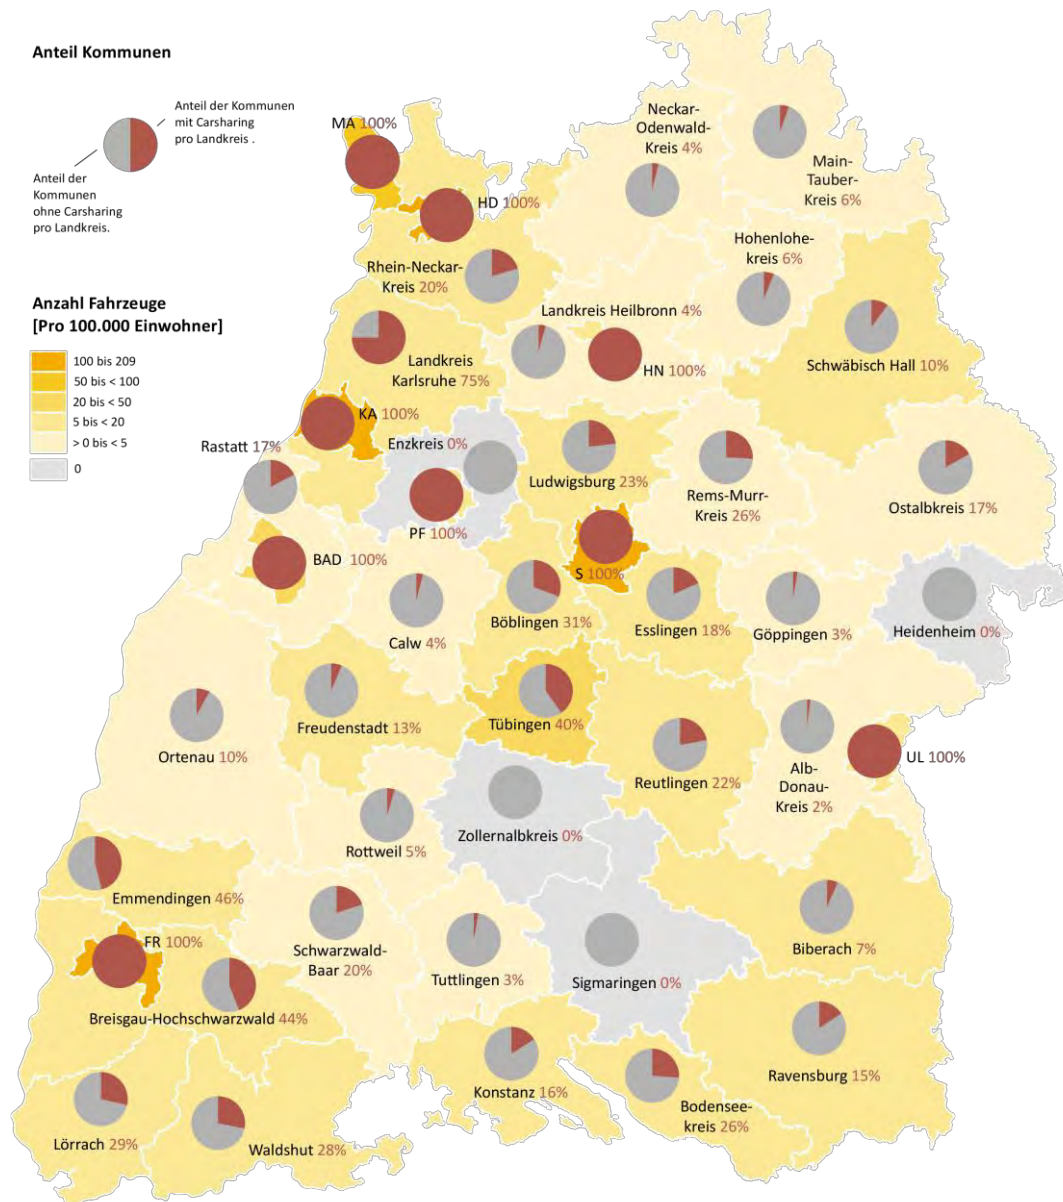 Anteil Kommunen
Anteil der Kommunen
mit Carsharing
pro Landkreis .
Anteil der
Kommunen
ohne Carsharing
pro Landkreis.
Anzahl Fahrzeuge
[Pro 100.000 Einwohner]
100 bis 209
50 bis < 100
20 bis < 50
5 bis < 20
> 0 bis < 5
0
MA 100%
HD 100%
Neckar-
Odenwald-
Kreis 4%
Main-
Tauber-
Kreis 6%
Rhein-Neckar-
Kreis 20%
Hohenlohe-
kreis 6%
Landkreis Heilbronn 4%
HN 100%
Schwäbisch Hall 10%
Landkreis
Karlsruhe 75%
KA 100%
Rastatt 17%
Enzkreis 0%
PF 100%
Ludwigsburg 23%
Rems-Murr-
Kreis 26%
Ostalbkreis 17%
BAD 100%
Calw 4%
Böblingen 31%
S 100%
Esslingen 18%
Göppingen 3%
Heidenheim 0%
Ortenau 10%
Freudenstadt 13%
Tübingen 40%
Reutlingen 22%
Alb-
Donau-
Kreis 2%
UL 100%
Rottweil 5%
Zollernalbkreis 0%
Emmendingen 46%
FR 100%
Breisgau-Hochschwarzwald 44%
Schwarzwald-
Baar 20%
Tuttlingen 3%
Sigmaringen 0%
Biberach 7%
Lörrach 29%
Waldshut 28%
Konstanz 16%
Bodensee-
kreis 26%
Ravensburg 15%